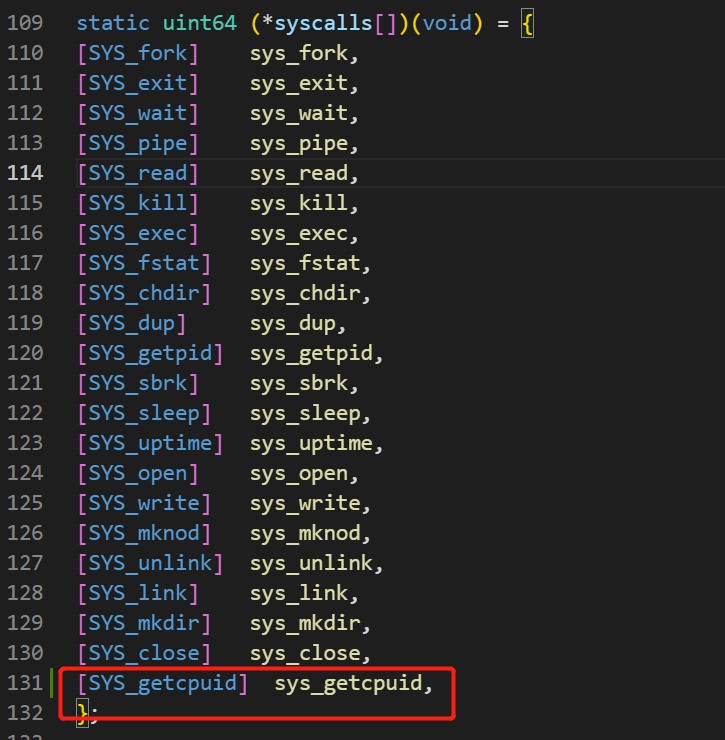 109 static uint64 (*syscalls[])(void) = {
110 [SYS_fork] sys_fork,
111 [SYS_exit] sys_exit,
112 [SYS_wait] sys_wait,
113 [SYS_pipe] sys_pipe,
114 [SYS_read] sys_read,
115 [SYS_kill] sys_kill,
116 [SYS_exec] sys_exec,
117 [SYS_fstat] sys_fstat,
118 [SYS_chdir] sys_chdir,
119 [SYS_dup] sys_dup,
120 [SYS_getpid] sys_getpid,
121 [SYS_sbrk] sys_sbrk,
122 [SYS_sleep] sys_sleep,
123 [SYS_uptime] sys_uptime,
124 [SYS_open] sys_open,
125 [SYS_write] sys_write,
126 [SYS_mknod] sys_mknod,
127 [SYS_unlink] sys_unlink,
128 [SYS_link] sys_link,
129 [SYS_mkdir] sys_mkdir,
130 [SYS_close] sys_close,
131 [SYS_getcpuid] sys_getcpuid,
132 };